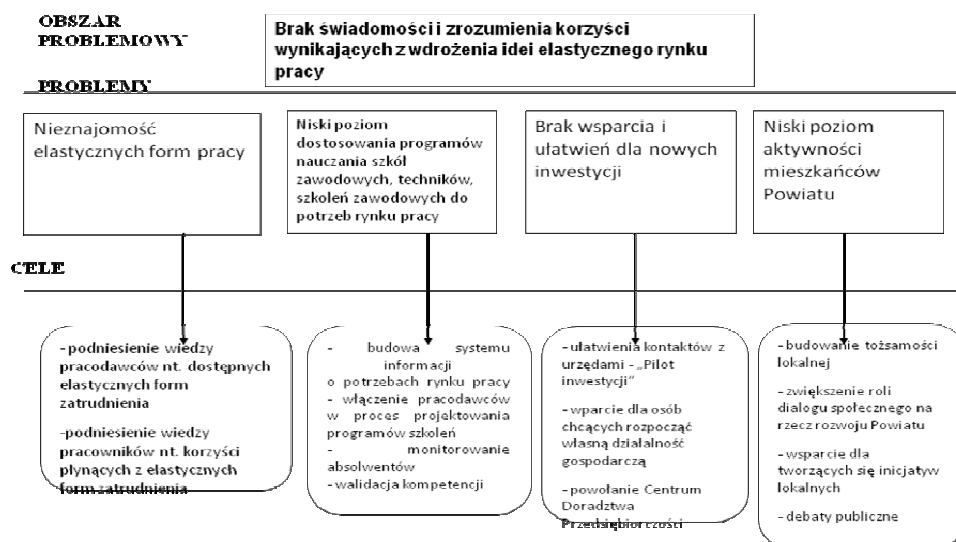 OBSZAR
PROBLEMOWY
Brak świadomości i zrozumienia korzyści
wynikających z wdrożenia idei elastycznego rynku
pracy
PROBLEMY
Nieznajomość
elastycznych form pracy
Niski poziom
dostosowania programów
nauczania szkól
zawodowych, techników,
szkoleń zawodowych do
potrzeb rynku pracy
Brak wsparcia i
ułatwień dla nowych
inwestycji
Niski poziom
aktywności
mieszkańców
Powiatu
CELE
- podniesienie wiedzy
pracodawców nt. dostępnych
elastycznych form
zatrudnienia
- podniesienie wiedzy
pracowników nt. korzyści
płynących z elastycznych
form zatrudnienia
- budowa systemu
informacji
o potrzebach rynku pracy
- włączenie pracodawców
w proces projektowania
programów szkoleń
- monitorowanie
absolwentów
- walidacja kompetencji
- ułatwienia kontaktów z
urzędami - „Pilot
inwestycji”
- wparcie dla osób
chcących rozpocząć
własną działalność
gospodarczą
- powołanie Centrum
Doradztwa
Przedsiębiorczości
- budowanie tożsamości
lokalnej
- zwiększenie roli
dialogu społecznego na
rzecz rozwoju Powiatu
- wsparcie dla
tworzących się inicjatyw
lokalnych
- debaty publiczne